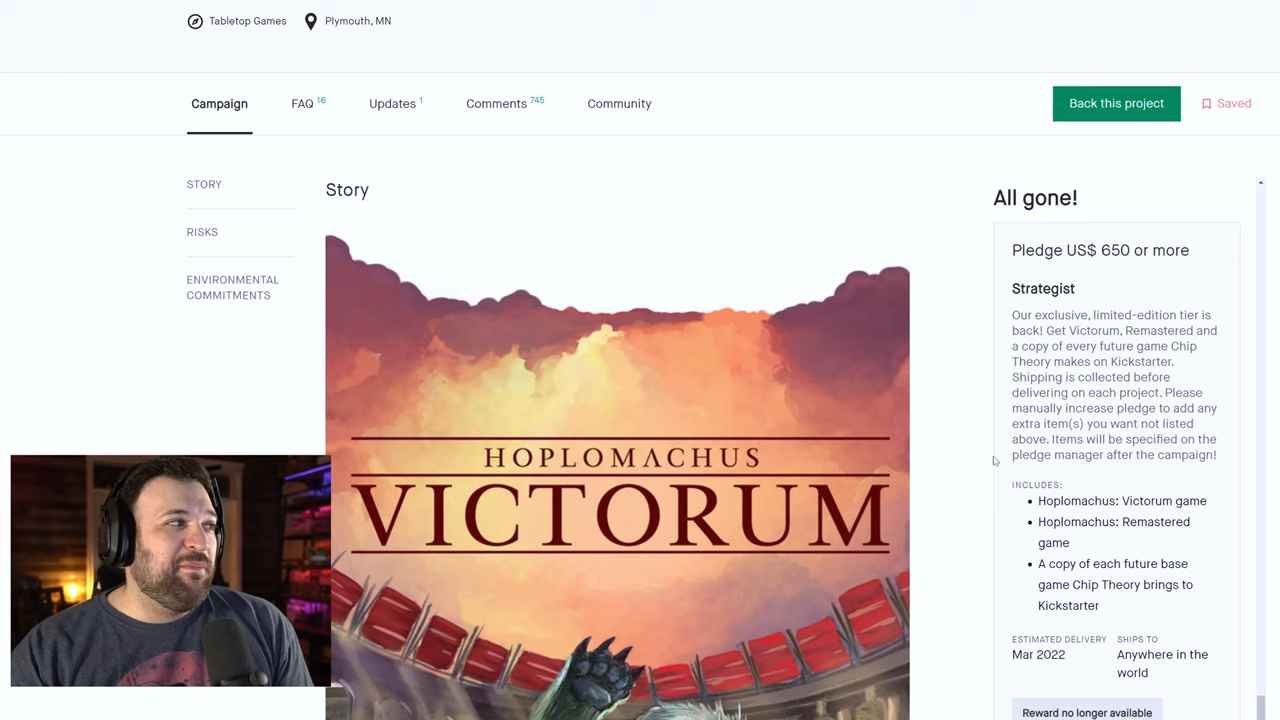 Tabletop Games Plymouth, MN
Campaign FAQ 16 Updates 1 Comments 745 Community Back this project Saved
STORY
RISKS
ENVIRONMENTAL
COMMITMENTS
Story
HOPLOMACHUS
VICTORUM
All gone!
Pledge US$ 650 or more
Strategist
Our exclusive, limited-edition tier is
back! Get Victorum, Remastered and
a copy of every future game Chip
Theory makes on Kickstarter.
Shipping is collected before
delivering on each project. Please
manually increase pledge to add any
extra item(s) you want not listed
above. Items will be specified on the
pledge manager after the campaign!
INCLUDES:
• Hoplomachus: Victorum game
• Hoplomachus: Remastered
game
• A copy of each future base
game Chip Theory brings to
Kickstarter
ESTIMATED DELIVERY SHIPS TO
Mar 2022 Anywhere in the
world
Reward no longer available